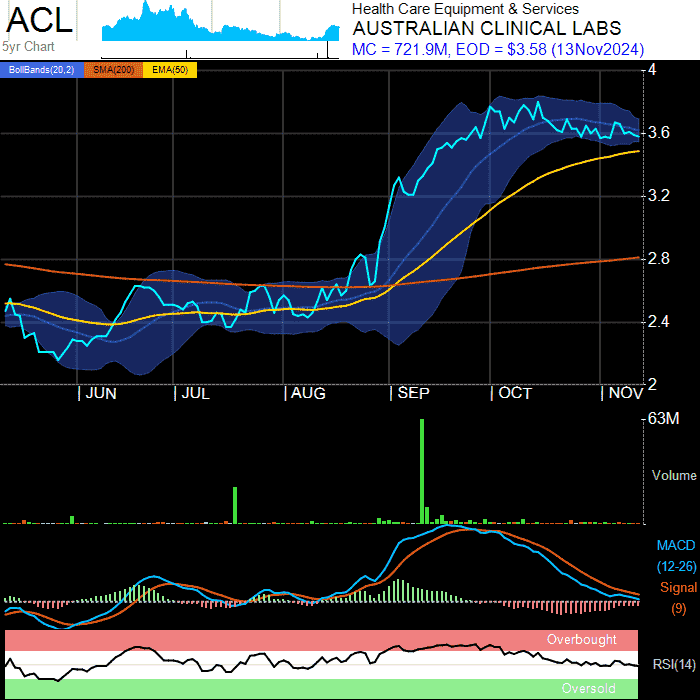 ACL
5yr Chart
Health Care Equipment & Services
AUSTRALIAN CLINICAL LABS
MC = 721.9M, EOD = $3.58 (13Nov2024)
BollBands(20,2) SMA(200) EMA(50)
4
3.6
3.2
2.8
2.4
2
JUN JUL AUG SEP OCT NOV
63M
Volume
MACD
(12-26)
Signal
(9)
Overbought
RSI(14)
Oversold